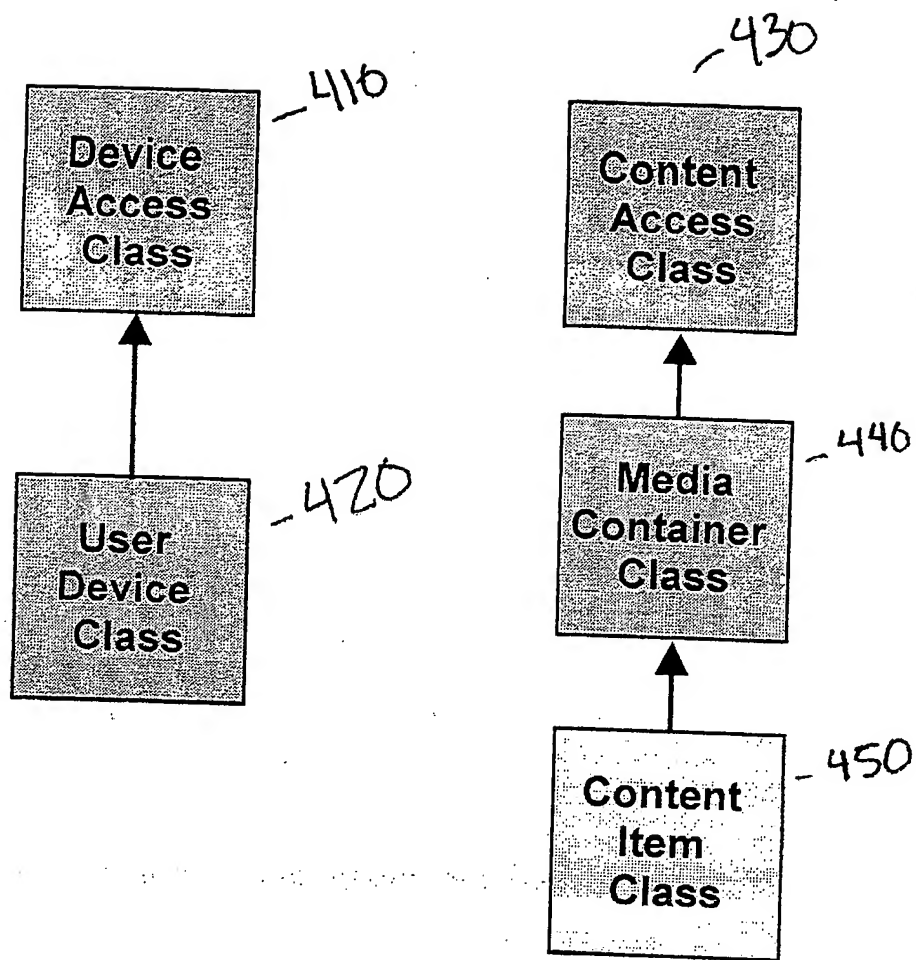 Device
Access
Class
410
User
Device
Class
420
Content
Access
Class
430
Media
Container
Class
440
Content
Item
Class
450